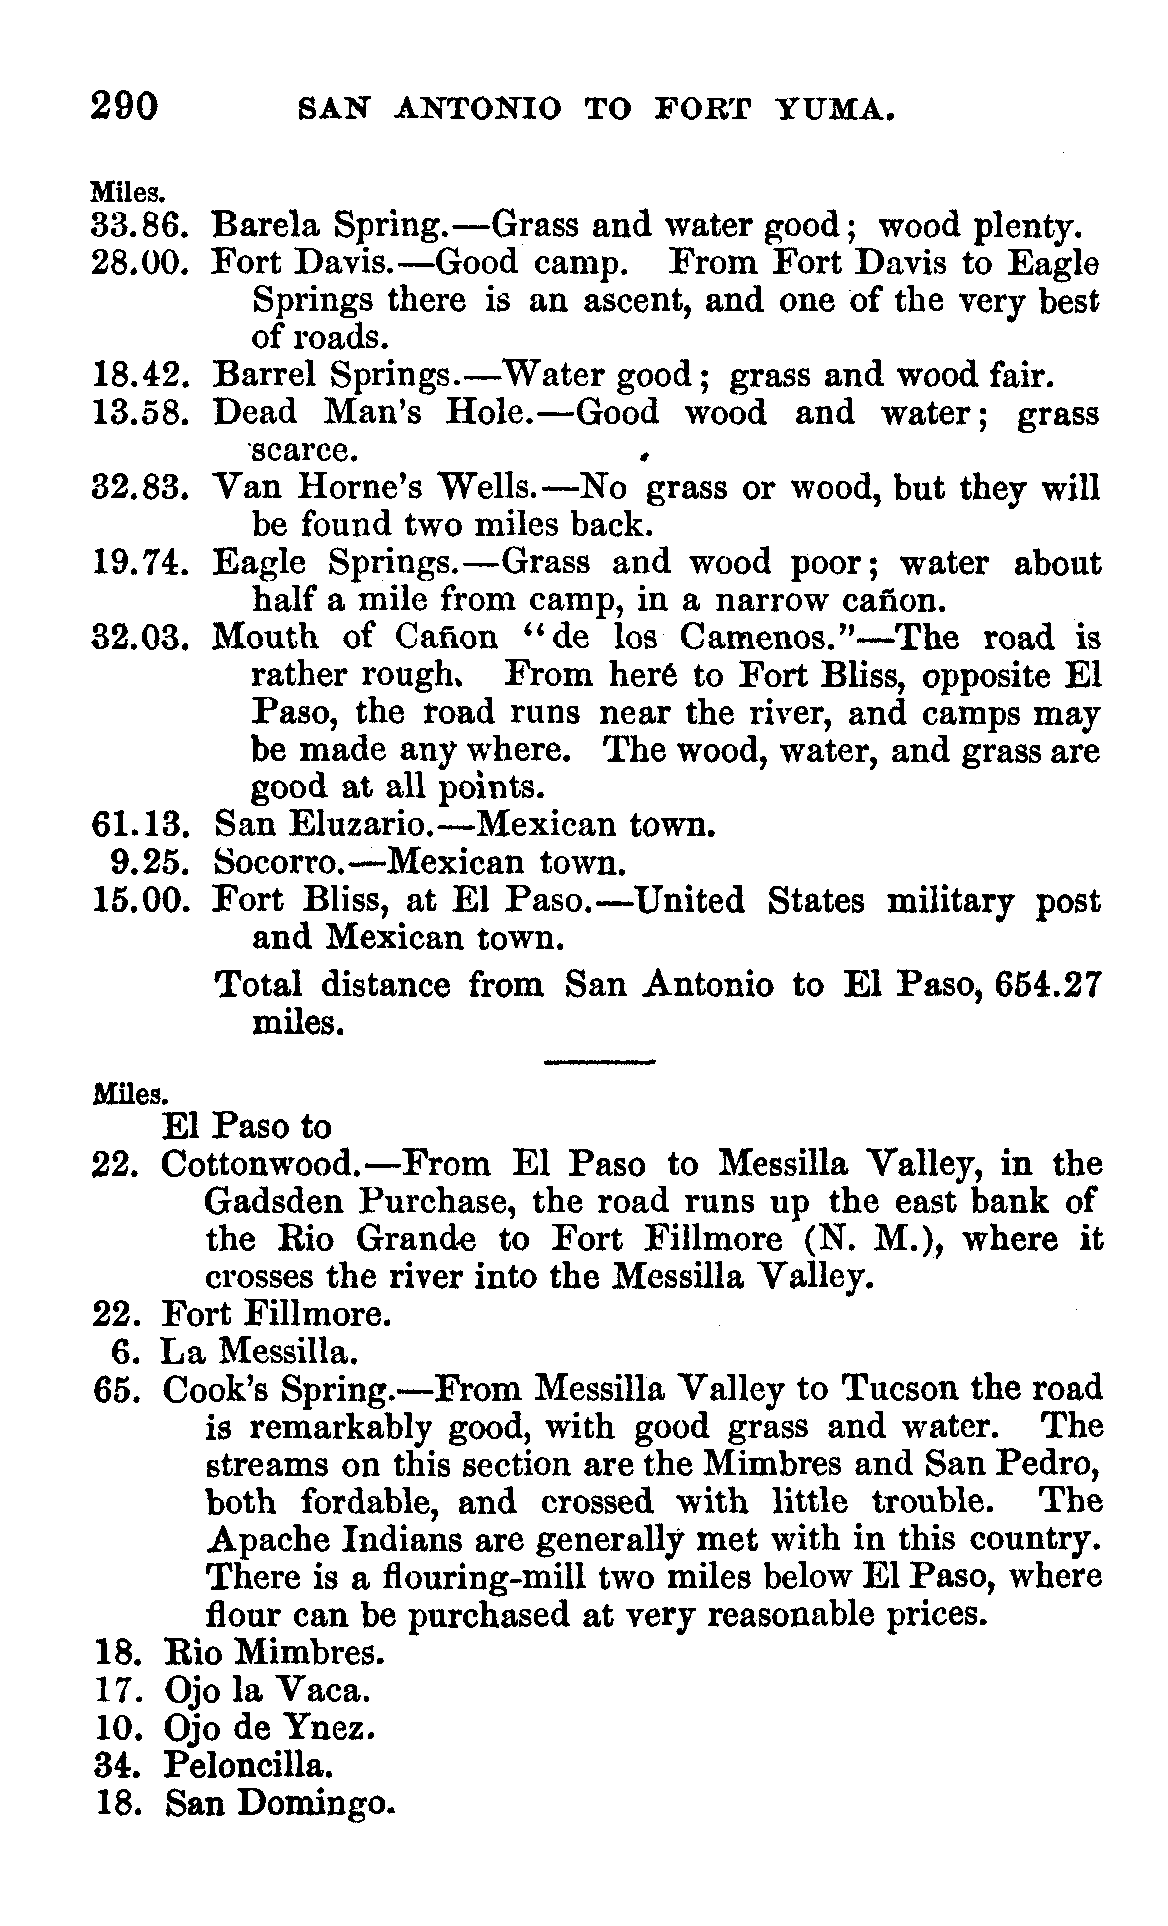 290 SAN ANTONIO TO FORT YUMA.
Miles.
33.86. Barela Spring.—Grass and water good; wood plenty.
28.00. Fort Davis.—Good camp. From Fort Davis to Eagle
Springs there is an ascent, and one of the very best
of roads.
18.42. Barrel Springs.—Water good; grass and wood fair.
13.58. Dead Man's Hole.—Good wood and water; grass
scarce.
32.83. Van Horne's Wells.—No grass or wood, but they will
be found two miles back.
19.74. Eagle Springs.—Grass and wood poor; water about
half a mile from camp, in a narrow cañon.
32.03. Mouth of Cañon "de los Camenos."—The road is
rather rough. From here to Fort Bliss, opposite El
Paso, the road runs near the river, and camps may
be made any where. The wood, water, and grass are
good at all points.
61.13. San Eluzario.—Mexican town.
9.25. Socorro.—Mexican town.
15.00. Fort Bliss, at El Paso.—United States military post
and Mexican town.
Total distance from San Antonio to El Paso, 654.27
miles.
Miles.
El Paso to
22. Cottonwood.—From El Paso to Messilla Valley, in the
Gadsden Purchase, the road runs up the east bank of
the Rio Grande to Fort Fillmore (N. M.), where it
crosses the river into the Messilla Valley.
22. Fort Fillmore.
6. La Messilla.
65. Cook's Spring.—From Messilla Valley to Tucson the road
is remarkably good, with good grass and water. The
streams on this section are the Mimbres and San Pedro,
both fordable, and crossed with little trouble. The
Apache Indians are generally met with in this country.
There is a flouring-mill two miles below El Paso, where
flour can be purchased at very reasonable prices.
18. Rio Mimbres.
17. Ojo la Vaca.
10. Ojo de Ynez.
34. Peloncilla.
18. San Domingo.